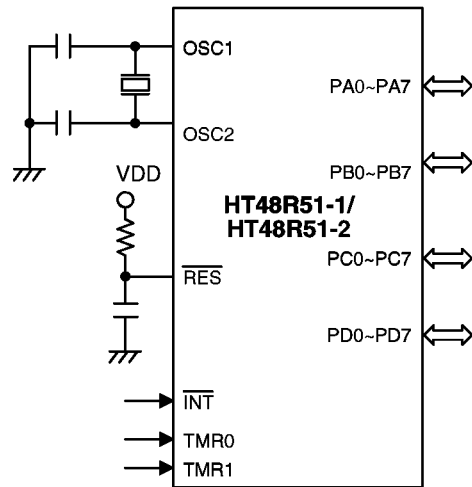 OSC1
PA0~PA7
OSC2
VDD
PB0~PB7
HT48R51-1/
HT48R51-2
RES
PC0~PC7
PD0~PD7
INT
TMR0
TMR1